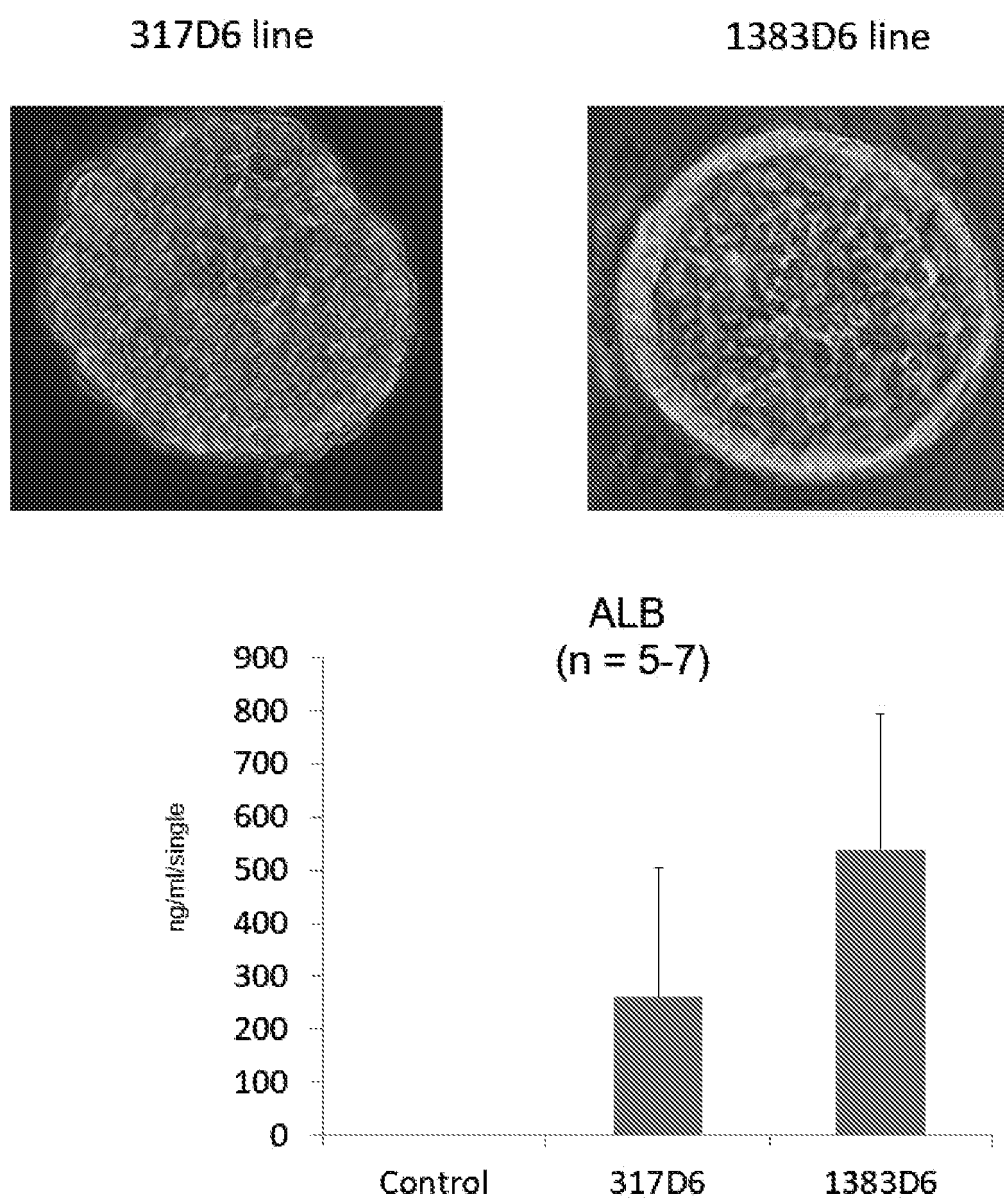 317D6 line
1383D6 line
ALB
(n = 5-7)
900
800
700
600
500
400
300
200
100
0
ng/ml/single
Control
317D6
1383D6